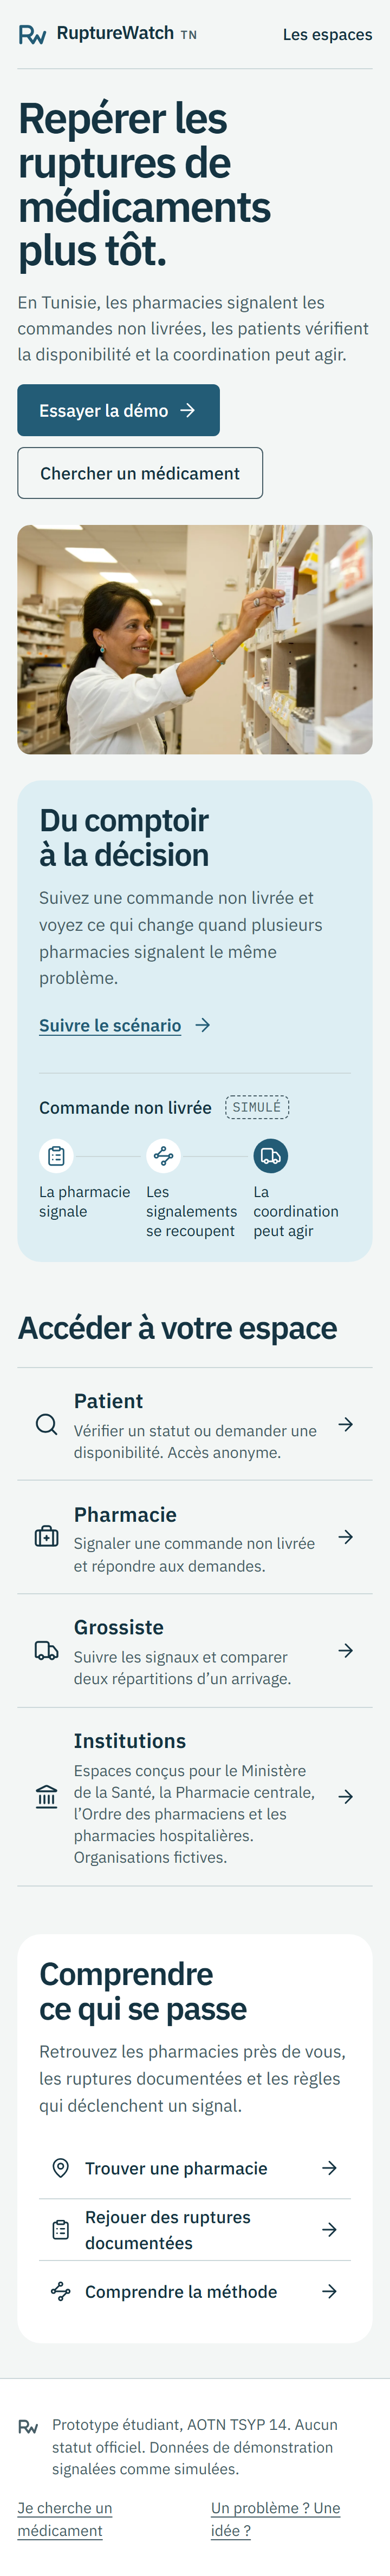 RuptureWatch TN
Les espaces
Repérer les
ruptures de
médicaments
plus tôt.
En Tunisie, les pharmacies signalent les
commandes non livrées, les patients vérifient
la disponibilité et la coordination peut agir.
Essayer la démo
Chercher un médicament
Du comptoir
à la décision
Suivez une commande non livrée et
voyez ce qui change quand plusieurs
pharmacies signalent le même
problème.
Suivre le scénario
Commande non livrée SIMULÉ
La pharmacie
signale
Les
signalements
se recoupent
La
coordination
peut agir
Accéder à votre espace
Patient
Vérifier un statut ou demander une
disponibilité. Accès anonyme.
Pharmacie
Signaler une commande non livrée
et répondre aux demandes.
Grossiste
Suivre les signaux et comparer
deux répartitions d’un arrivage.
Institutions
Espaces conçus pour le Ministère
de la Santé, la Pharmacie centrale,
l’Ordre des pharmaciens et les
pharmacies hospitalières.
Organisations fictives.
Comprendre
ce qui se passe
Retrouvez les pharmacies près de vous,
les ruptures documentées et les règles
qui déclenchent un signal.
Trouver une pharmacie
Rejouer des ruptures
documentées
Comprendre la méthode
Prototype étudiant, AOTN TSYP 14. Aucun
statut officiel. Données de démonstration
signalées comme simulées.
Je cherche un
médicament
Un problème ? Une
idée ?